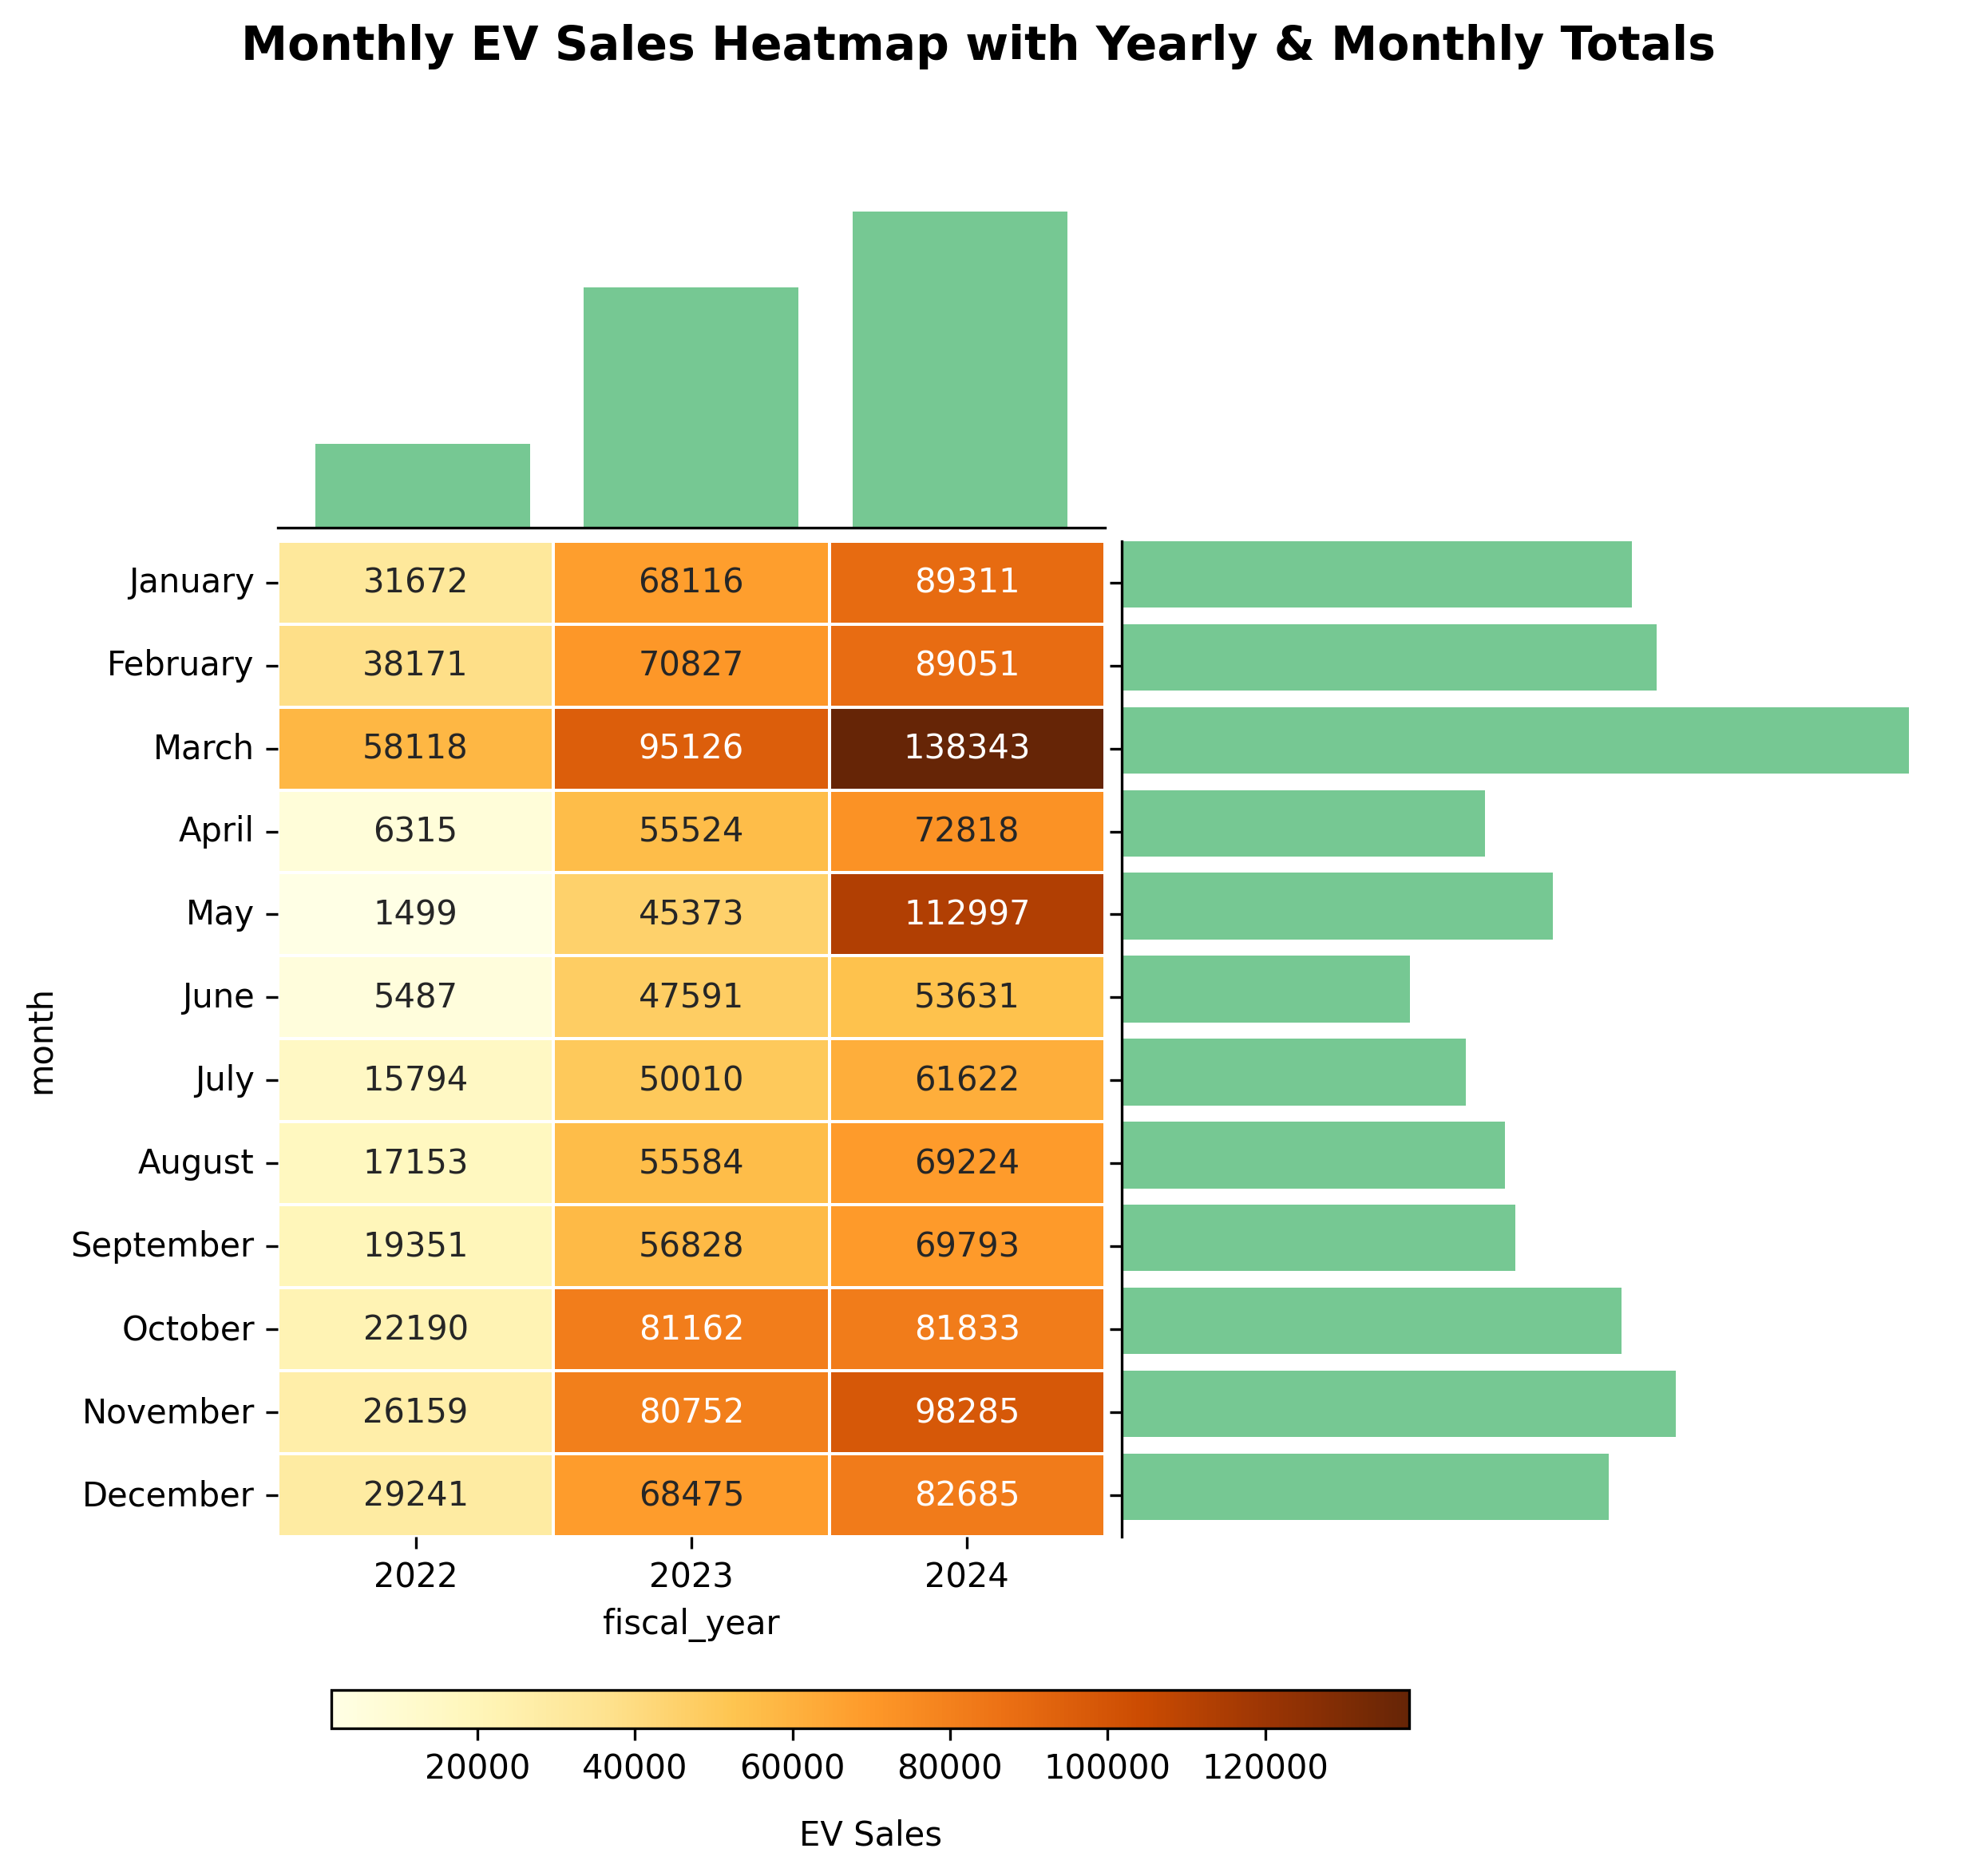 Monthly EV Sales Heatmap with Yearly & Monthly Totals
January 31672 68116 89311
February 38171 70827 89051
March 58118 95126 138343
April 6315 55524 72818
May 1499 45373 112997
June 5487 47591 53631
month
July 15794 50010 61622
August 17153 55584 69224
September 19351 56828 69793
October 22190 81162 81833
November 26159 80752 98285
December 29241 68475 82685
2022 2023 2024
fiscal_year
20000 40000 60000 80000 100000 120000
EV Sales